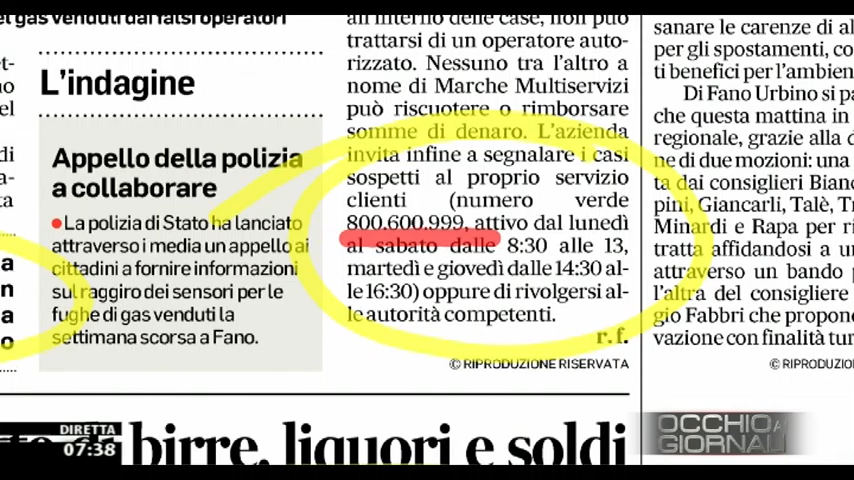 el gas venduti dai falsi operatori
L'indagine
Appello della polizia
a collaborare
La polizia di Stato ha lanciato
attraverso i media un appello ai
cittadini a fornire informazioni
sul raggiro dei sensori per le
fughe di gas venduti la
settimana scorsa a Fano.
all'interno delle case, non può
trattarsi di un operatore auto-
rizzato. Nessuno tra l'altro a
nome di Marche Multiservizi
può riscuotere o rimborsare
somme di denaro. L'azienda
invita infine a segnalare i casi
sospetti al proprio servizio
clienti (numero verde
800.600.999, attivo dal lunedì
al sabato dalle 8:30 alle 13,
martedì e giovedì dalle 14:30 al-
le 16:30) oppure di rivolgersi al-
le autorità competenti.
r.f.
© RIPRODUZIONE RISERVATA
sanare le carenze di al
per gli spostamenti, co
ti benefici per l'ambien
Di Fano Urbino si pa
che questa mattina in
regionale, grazie alla d
ne di due mozioni: una
ta dai consiglieri Bianc
pini, Giancarli, Talè, Tr
Minardi e Rapa per ri
tratta affidandosi a un
attraverso un bando p
l'altra del consigliere
gio Fabbri che propone
vazione con finalità tur
© RIPRODUZIO
birre, liquori e soldi
DIRETTA
07:38
OCCHIO AI
GIORNALI